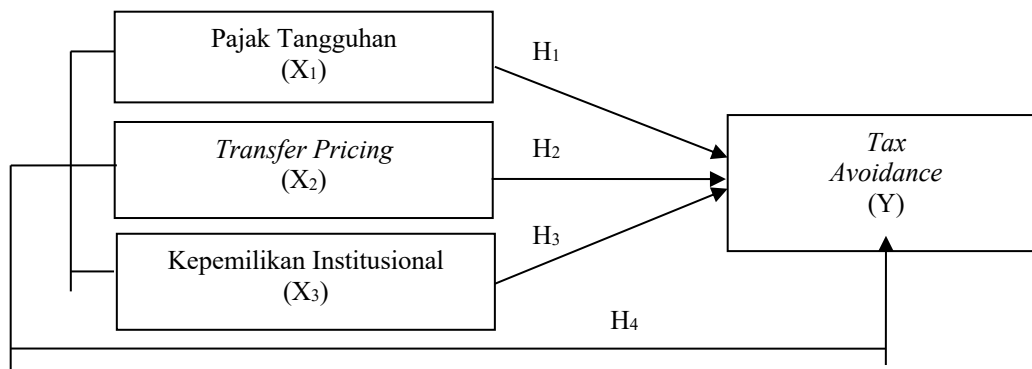 Pajak Tangguhan
(X₁)
H₁
Transfer Pricing
(X₂)
H₂
Kepemilikan Institusional
(X₃)
H₃
Tax
Avoidance
(Y)
H₄